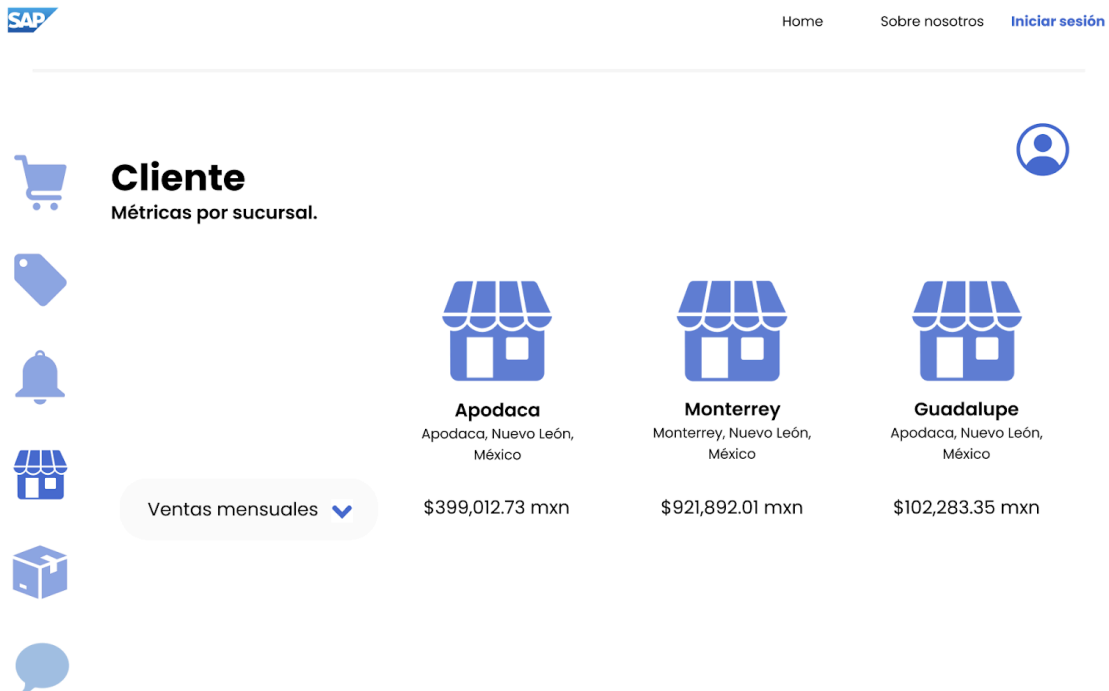 SAP
Home
Sobre nosotros
Iniciar sesión
Cliente
Métricas por sucursal.
Apodaca
Apodaca, Nuevo León,
México
Monterrey
Monterrey, Nuevo León,
México
Guadalupe
Apodaca, Nuevo León,
México
Ventas mensuales
$399,012.73 mxn
$921,892.01 mxn
$102,283.35 mxn